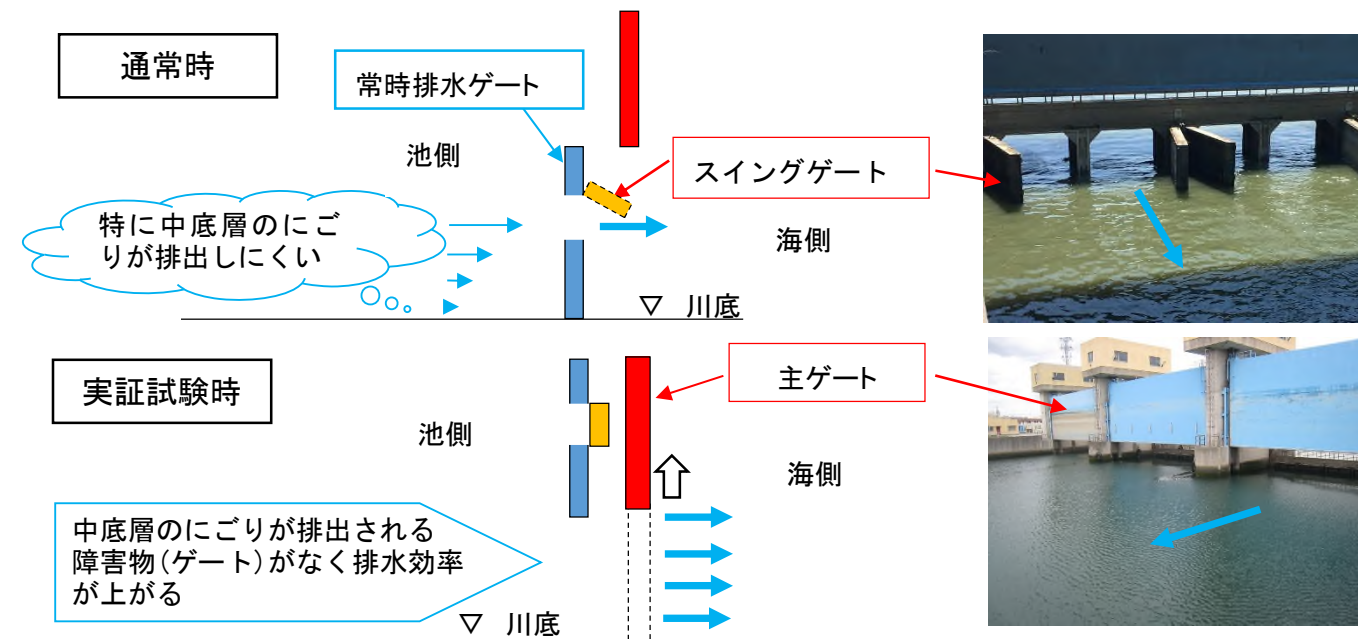 通常時
常時排水ゲート
池側
スイングゲート
特に中底層のにご
りが排出しにくい
海側
▽ 川底
実証試験時
主ゲート
池側
海側
中底層のにごりが排出される
障害物(ゲート)がなく排水効率
が上がる
▽ 川底